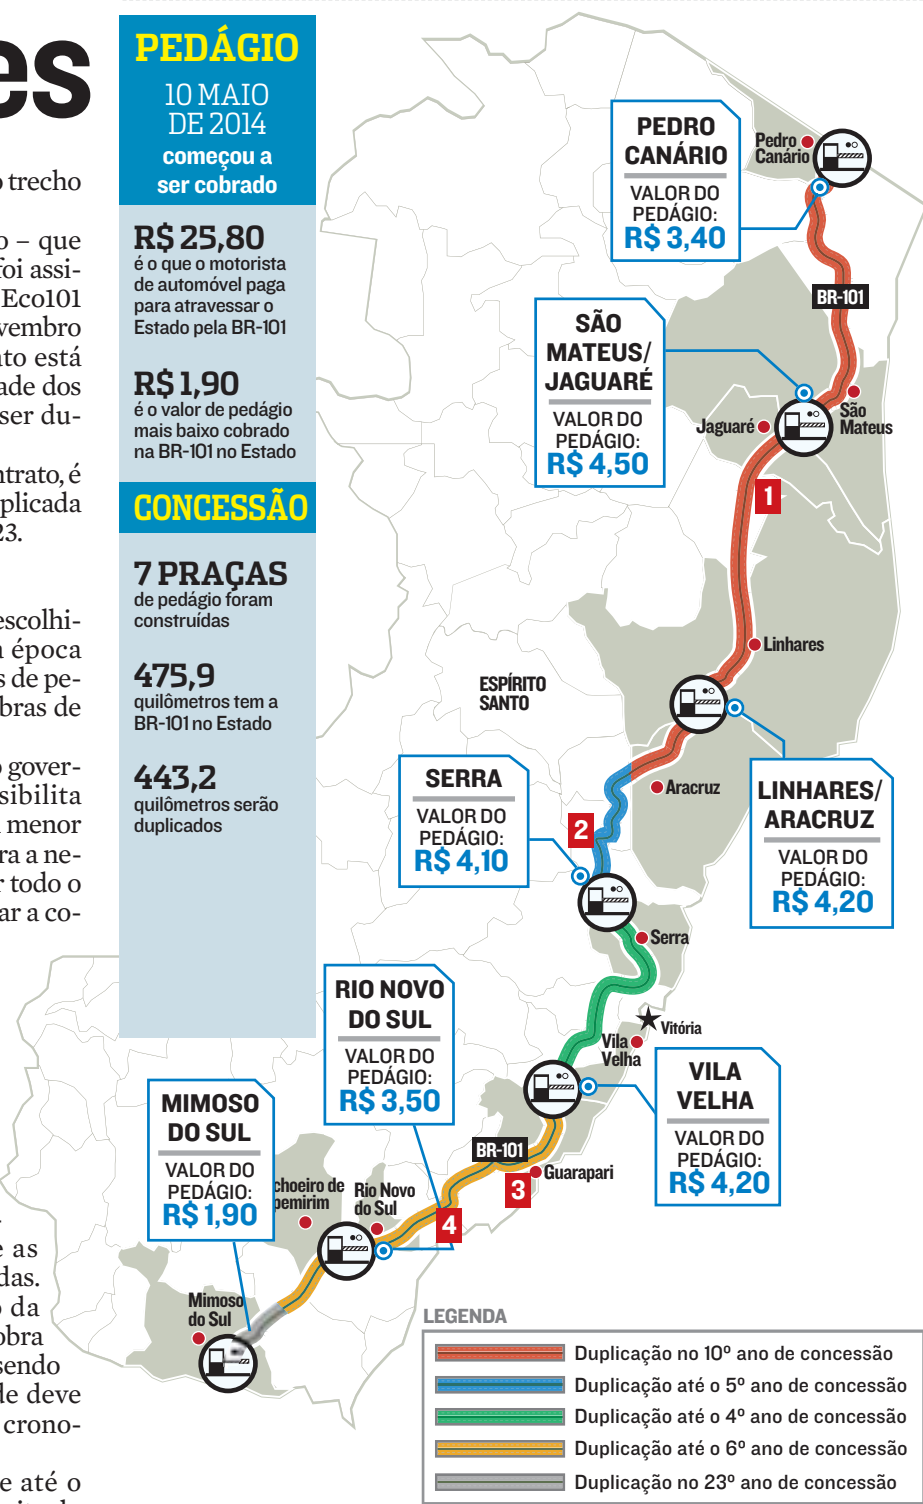 es
o trecho
o – que
foi assi-
Eco101
vembro
nto está
ade dos
ser du-
ntrato, é
plicada
23.
escolhi-
a época
s de pe-
bras de
o gover-
sibilita
menor
ra a ne-
r todo o
ar a co-
e as
das.
o da
obra
sendo
de deve
crono-
e até o
PEDÁGIO
10 MAIO
DE 2014
começou a
ser cobrado
R$ 25,80
é o que o motorista
de automóvel paga
para atravessar o
Estado pela BR-101
R$ 1,90
é o valor de pedágio
mais baixo cobrado
na BR-101 no Estado
CONCESSÃO
7 PRAÇAS
de pedágio foram
construídas
475,9
quilômetros tem a
BR-101 no Estado
443,2
quilômetros serão
duplicados
PEDRO
CANÁRIO
VALOR DO
PEDÁGIO:
R$ 3,40
Pedro
Canário
BR-101
SÃO
MATEUS/
JAGUARÉ
VALOR DO
PEDÁGIO:
R$ 4,50
Jaguaré
São
Mateus
1
Linhares
ESPÍRITO
SANTO
Aracruz
LINHARES/
ARACRUZ
VALOR DO
PEDÁGIO:
R$ 4,20
SERRA
VALOR DO
PEDÁGIO:
R$ 4,10
2
Serra
Vitória
Vila
Velha
VILA
VELHA
VALOR DO
PEDÁGIO:
R$ 4,20
RIO NOVO
DO SUL
VALOR DO
PEDÁGIO:
R$ 3,50
BR-101
Guarapari
3
4
MIMOSO
DO SUL
VALOR DO
PEDÁGIO:
R$ 1,90
choeiro de
pemirim
Rio Novo
do Sul
Mimoso
do Sul
LEGENDA
Duplicação no 10º ano de concessão
Duplicação até o 5º ano de concessão
Duplicação até o 4º ano de concessão
Duplicação até o 6º ano de concessão
Duplicação no 23º ano de concessão